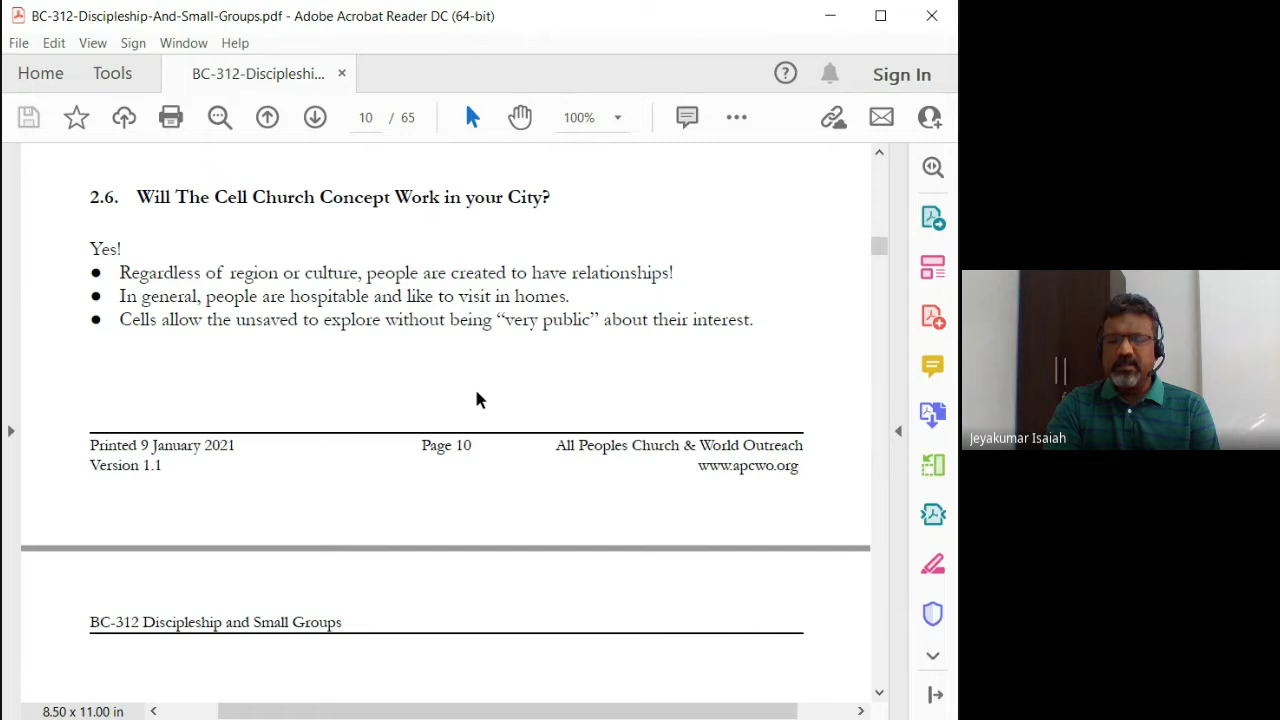 BC-312-Discipleship-And-Small-Groups.pdf - Adobe Acrobat Reader DC (64-bit)
File Edit View Sign Window Help
Home Tools BC-312-Discipleshi... Sign In
10 / 65 100%
2.6. Will The Cell Church Concept Work in your City?
Yes!
● Regardless of region or culture, people are created to have relationships!
● In general, people are hospitable and like to visit in homes.
● Cells allow the unsaved to explore without being “very public” about their interest.
Jeyakumar Isaiah
Printed 9 January 2021 Page 10 All Peoples Church & World Outreach
Version 1.1 www.apcwo.org
BC-312 Discipleship and Small Groups
8.50 x 11.00 in